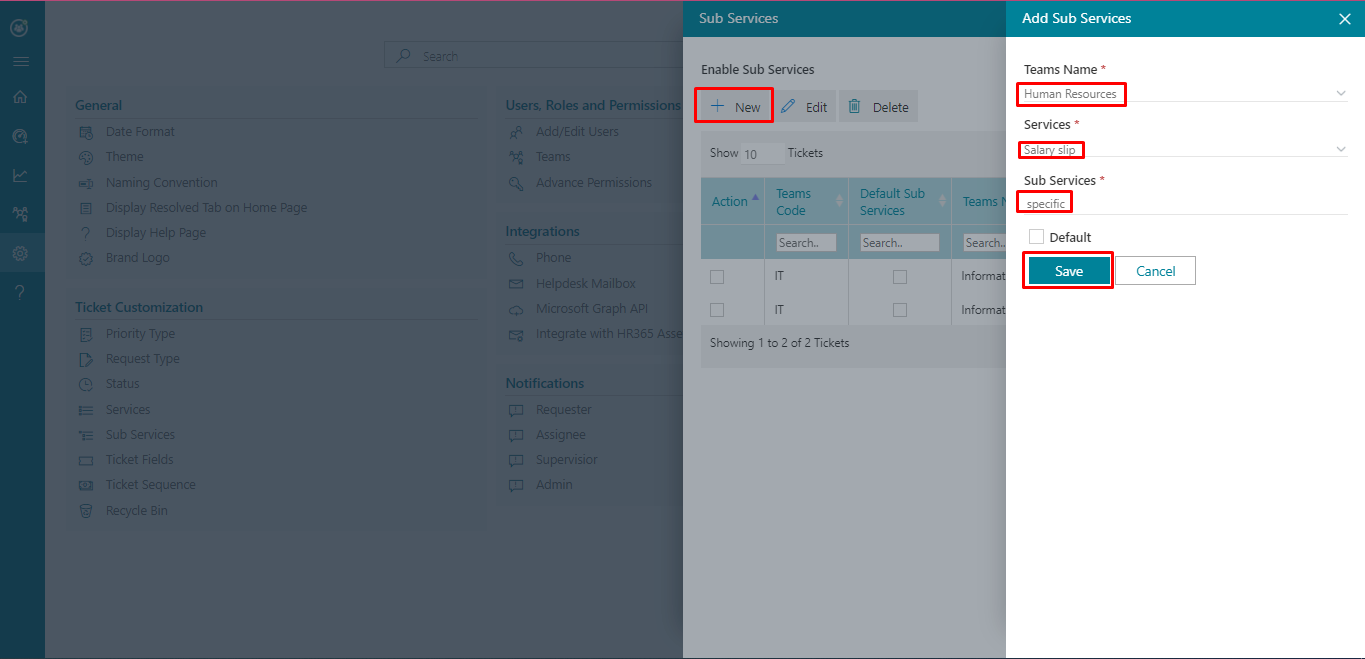 Search
General
Date Format
Theme
Naming Convention
Display Resolved Tab on Home Page
Display Help Page
Brand Logo
Ticket Customization
Priority Type
Request Type
Status
Services
Sub Services
Ticket Fields
Ticket Sequence
Recycle Bin
Users, Roles and Permissions
Add/Edit Users
Teams
Advance Permissions
Integrations
Phone
Helpdesk Mailbox
Microsoft Graph API
Integrate with HR365 Asse
Notifications
Requester
Assignee
Supervisior
Admin
Sub Services
Enable Sub Services
New Edit Delete
Show 10 Tickets
Action Teams Code Default Sub Services Teams N
Search.. Search.. Search..
IT Informat
IT Informat
Showing 1 to 2 of 2 Tickets
Add Sub Services
Teams Name *
Human Resources
Services *
Salary slip
Sub Services *
specific
Default
Save Cancel